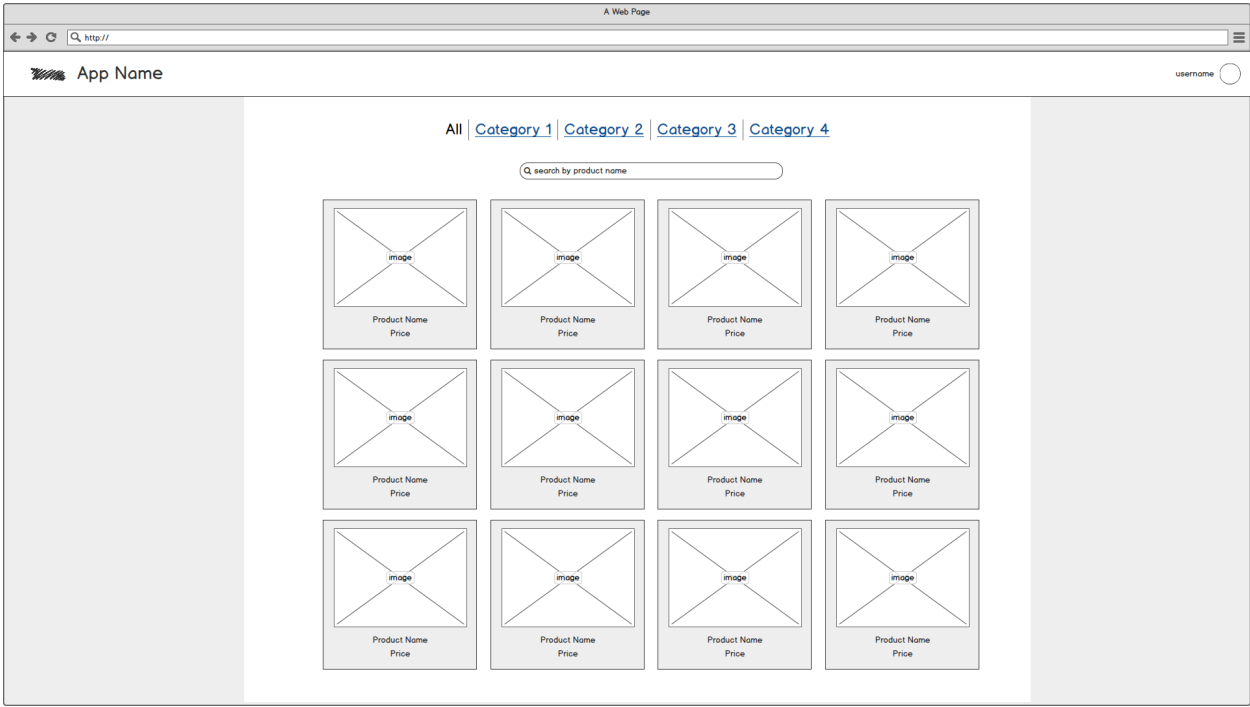 A Web Page
http://
App Name
username
All Category 1 Category 2 Category 3 Category 4
search by product name
image image image image
Product Name Product Name Product Name Product Name
Price Price Price Price
image image image image
Product Name Product Name Product Name Product Name
Price Price Price Price
image image image image
Product Name Product Name Product Name Product Name
Price Price Price Price